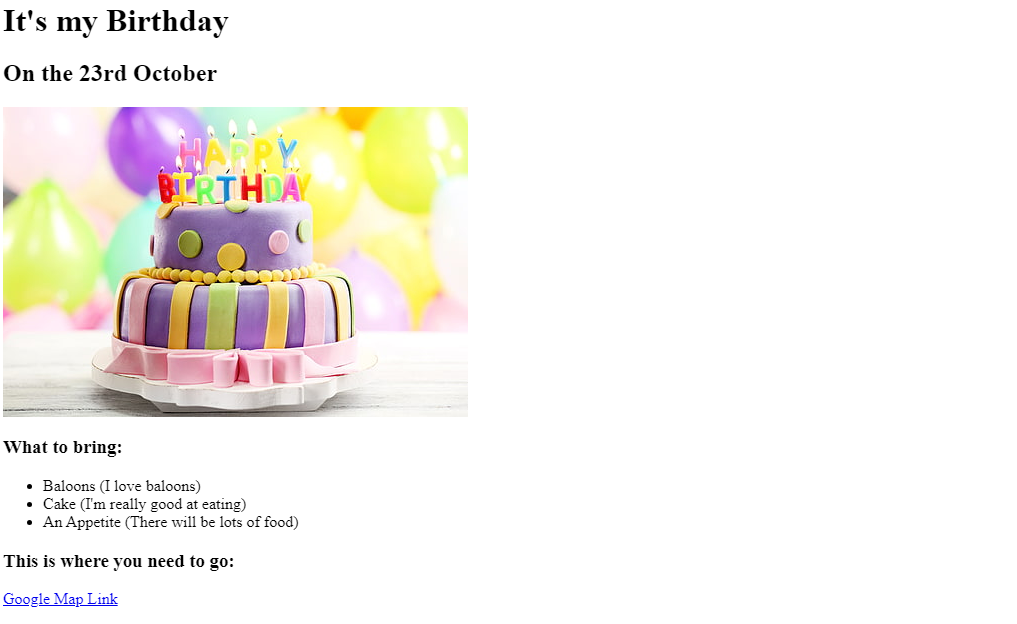 It's my Birthday
On the 23rd October
HAPPY
BIRTHDAY
What to bring:
Baloons (I love baloons)
Cake (I'm really good at eating)
An Appetite (There will be lots of food)
This is where you need to go:
Google Map Link